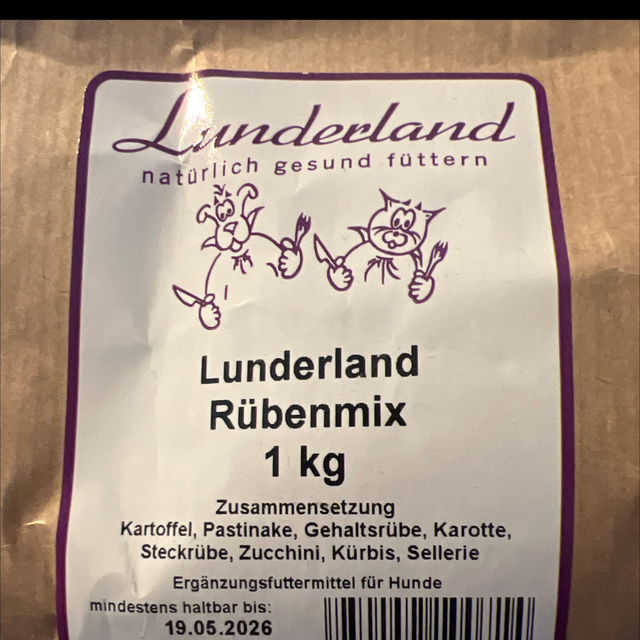 Lunderland
natürlich gesund füttern
Lunderland
Rübenmix
1 kg
Zusammensetzung
Kartoffel, Pastinake, Gehaltsrübe, Karotte,
Steckrübe, Zucchini, Kürbis, Sellerie
Ergänzungsfuttermittel für Hunde
mindestens haltbar bis:
19.05.2026